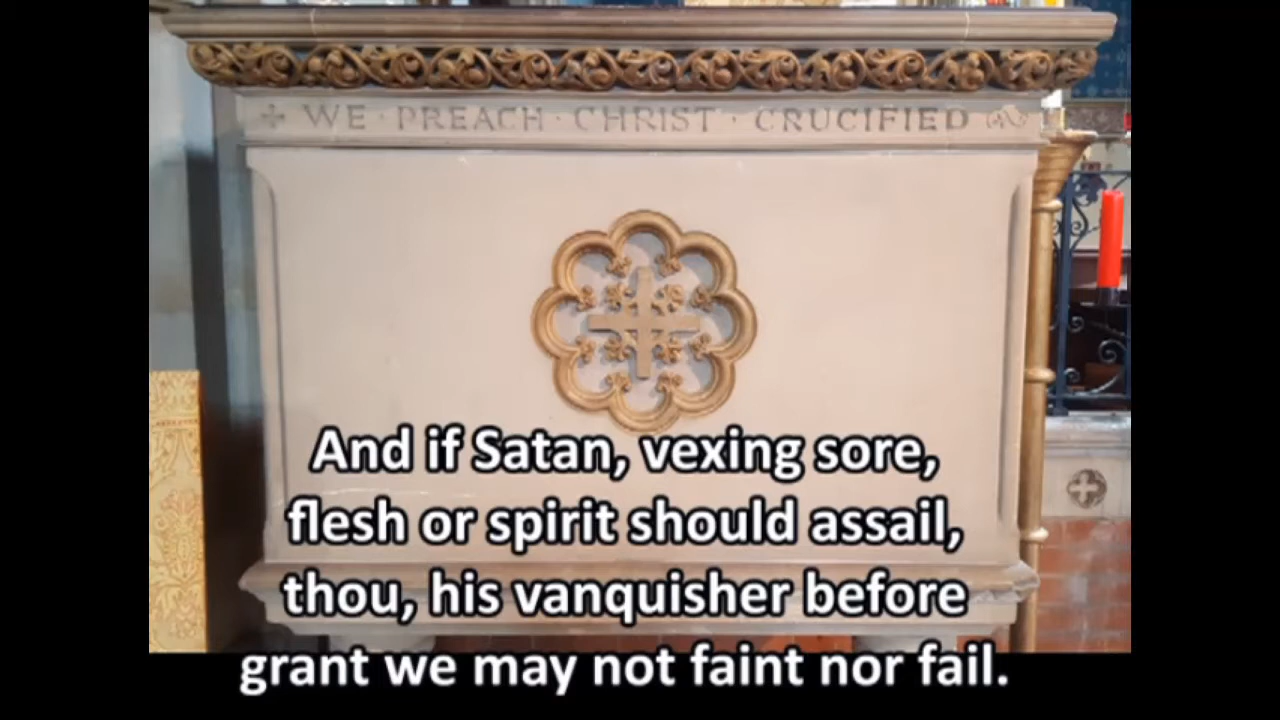 + WE · PREACH · CHRIST · CRUCIFIED
And if Satan, vexing sore,
flesh or spirit should assail,
thou, his vanquisher before
grant we may not faint nor fail.